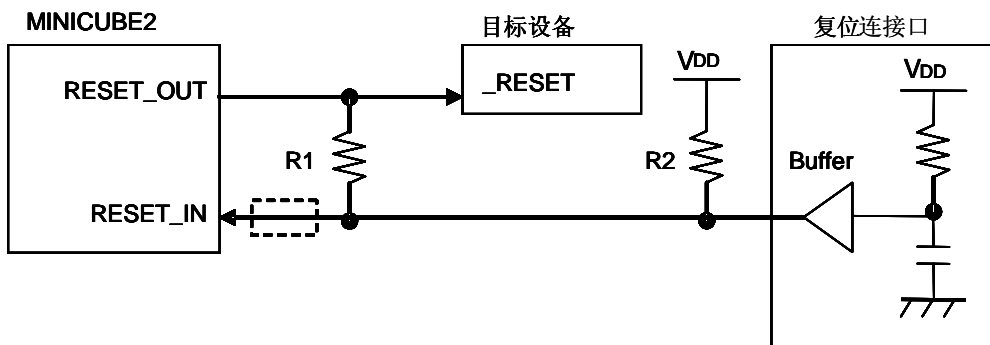 MINICUBE2
目标设备
复位连接口
RESET_OUT
_RESET
VDD
VDD
R1
R2
Buffer
RESET_IN